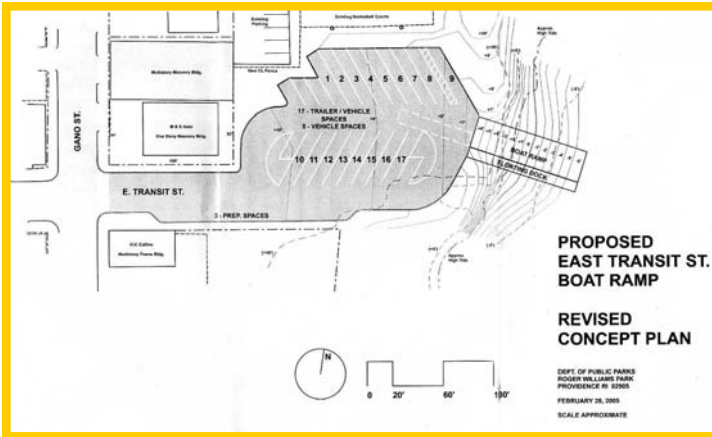 Existing
Parking
Existing Basketball Courts
Approx.
High Tide
New CL Fence
Multistory Masonry Bldg.
GANO ST.
1 2 3 4 5 6 7 8 9
17 - TRAILER / VEHICLE
SPACES
5 - VEHICLE SPACES
One Story Masonry Bldg.
10 11 12 13 14 15 16 17
BOAT RAMP
FLOATING DOCK
E. TRANSIT ST.
3 - PREP. SPACES
Multistory Frame Bldg.
Approx.
High Tide
PROPOSED
EAST TRANSIT ST.
BOAT RAMP
REVISED
CONCEPT PLAN
N
0 20' 60' 100'
DEPT. OF PUBLIC PARKS
ROGER WILLIAMS PARK
PROVIDENCE RI 02905
FEBRUARY 28, 2005
SCALE APPROXIMATE